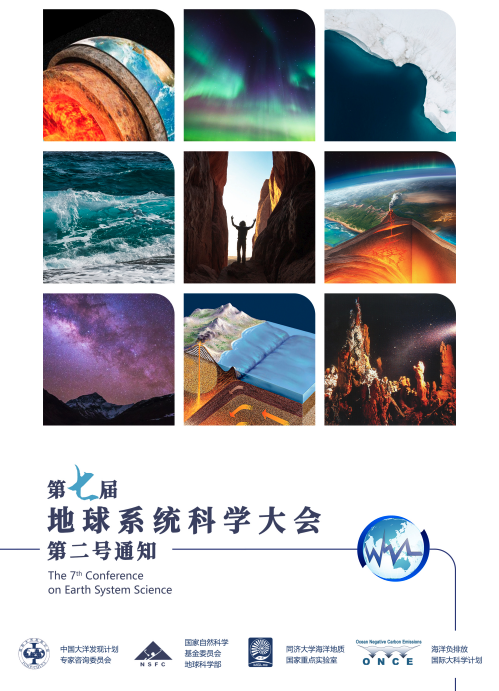 第七届
地球系统科学大会
第二号通知
The 7th Conference
on Earth System Science
中国大洋发现计划
专家咨询委员会
NSFC
国家自然科学
基金委员会
地球科学部
同济大学海洋地质
国家重点实验室
Ocean Negative Carbon Emissions
ONCE
海洋负排放
国际大科学计划